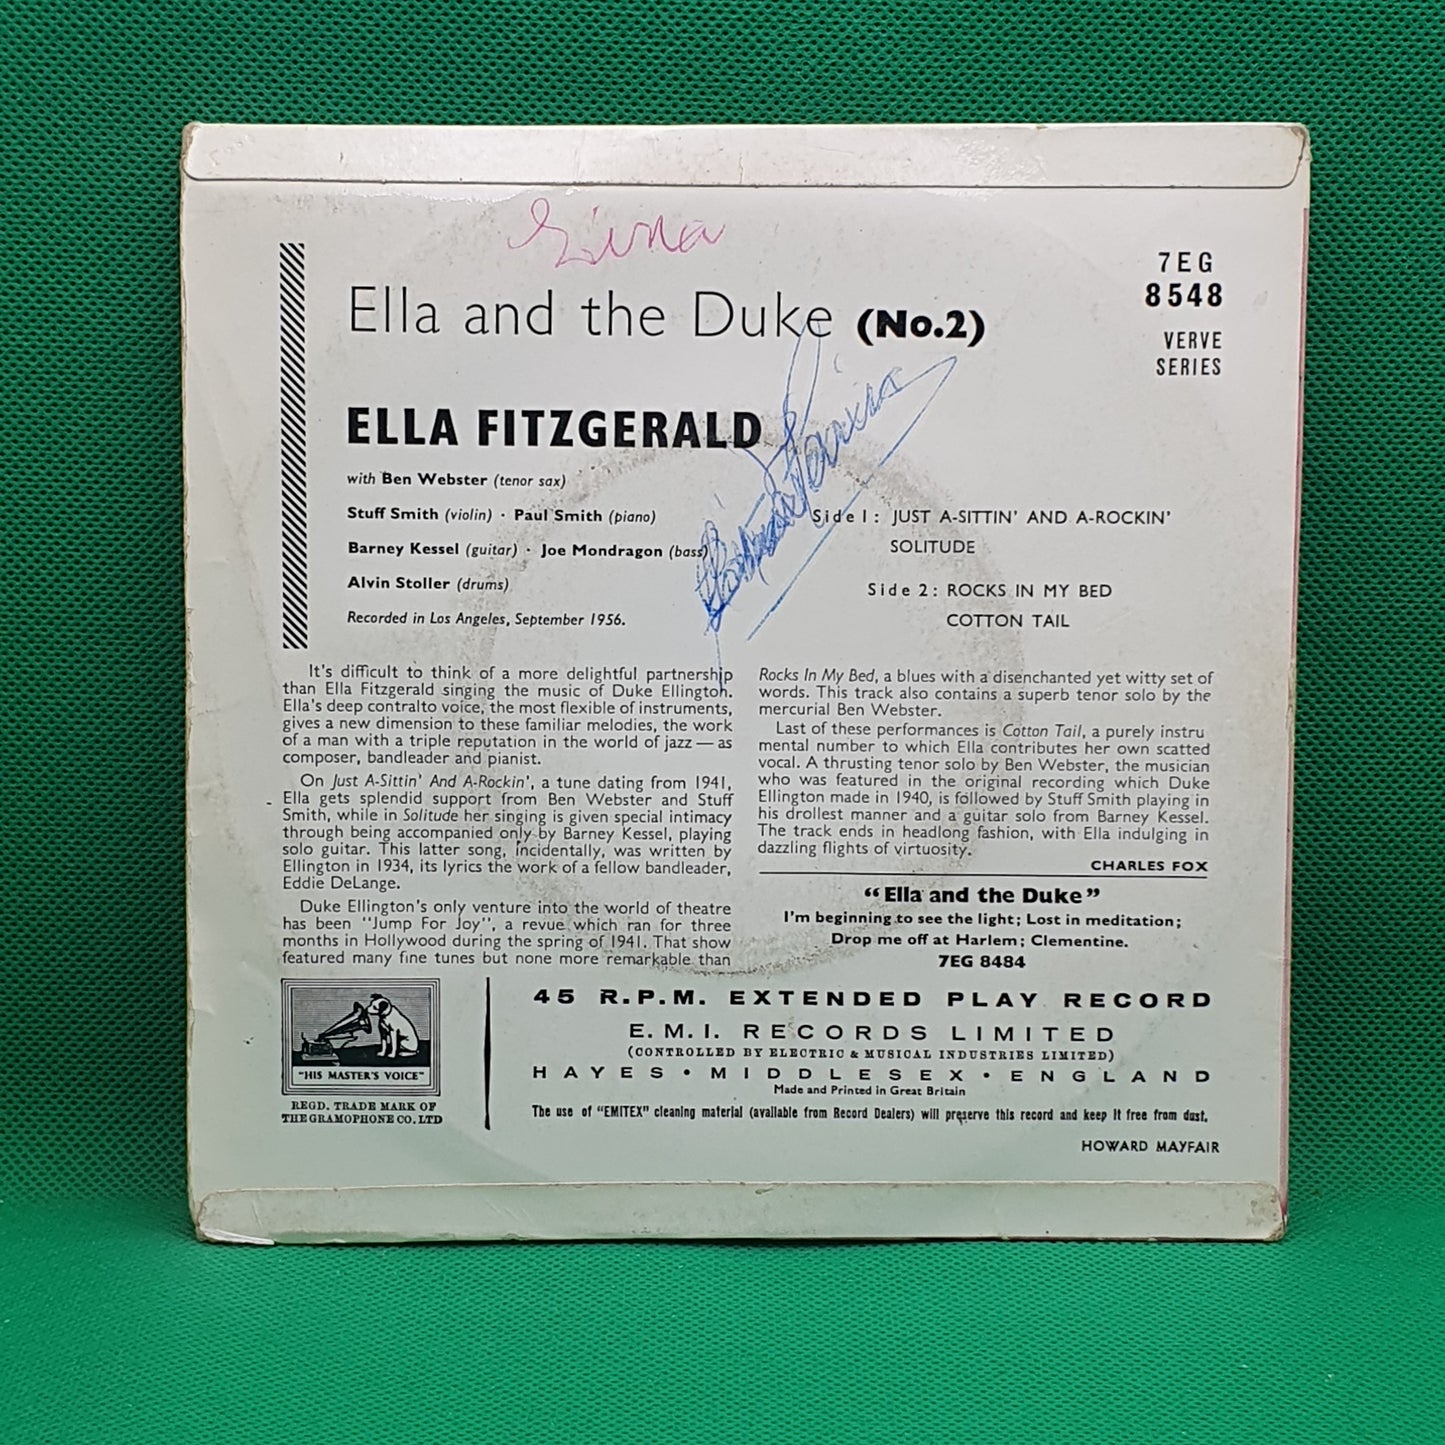 Lina
Ella and the Duke (No.2)
7EG
8548
VERVE
SERIES
ELLA FITZGERALD
with Ben Webster (tenor sax)
Stuff Smith (violin) · Paul Smith (piano)
Barney Kessel (guitar) · Joe Mondragon (bass)
Alvin Stoller (drums)
Recorded in Los Angeles, September 1956.
Side 1: JUST A-SITTIN' AND A-ROCKIN'
SOLITUDE
Side 2: ROCKS IN MY BED
COTTON TAIL
It's difficult to think of a more delightful partnership
than Ella Fitzgerald singing the music of Duke Ellington.
Ella's deep contralto voice, the most flexible of instruments,
gives a new dimension to these familiar melodies, the work
of a man with a triple reputation in the world of jazz — as
composer, bandleader and pianist.
On Just A-Sittin' And A-Rockin', a tune dating from 1941,
Ella gets splendid support from Ben Webster and Stuff
Smith, while in Solitude her singing is given special intimacy
through being accompanied only by Barney Kessel, playing
solo guitar. This latter song, incidentally, was written by
Ellington in 1934, its lyrics the work of a fellow bandleader,
Eddie DeLange.
Duke Ellington's only venture into the world of theatre
has been "Jump For Joy", a revue which ran for three
months in Hollywood during the spring of 1941. That show
featured many fine tunes but none more remarkable than
Rocks In My Bed, a blues with a disenchanted yet witty set of
words. This track also contains a superb tenor solo by the
mercurial Ben Webster.
Last of these performances is Cotton Tail, a purely instru
mental number to which Ella contributes her own scatted
vocal. A thrusting tenor solo by Ben Webster, the musician
who was featured in the original recording which Duke
Ellington made in 1940, is followed by Stuff Smith playing in
his drollest manner and a guitar solo from Barney Kessel.
The track ends in headlong fashion, with Ella indulging in
dazzling flights of virtuosity.
CHARLES FOX
"Ella and the Duke"
I'm beginning to see the light; Lost in meditation;
Drop me off at Harlem; Clementine.
7EG 8484
"HIS MASTER'S VOICE"
REGD. TRADE MARK OF
THE GRAMOPHONE CO. LTD
45 R.P.M. EXTENDED PLAY RECORD
E.M.I. RECORDS LIMITED
(CONTROLLED BY ELECTRIC & MUSICAL INDUSTRIES LIMITED)
HAYES · MIDDLESEX · ENGLAND
Made and Printed in Great Britain
The use of "EMITEX" cleaning material (available from Record Dealers) will preserve this record and keep it free from dust.
HOWARD MAYFAIR